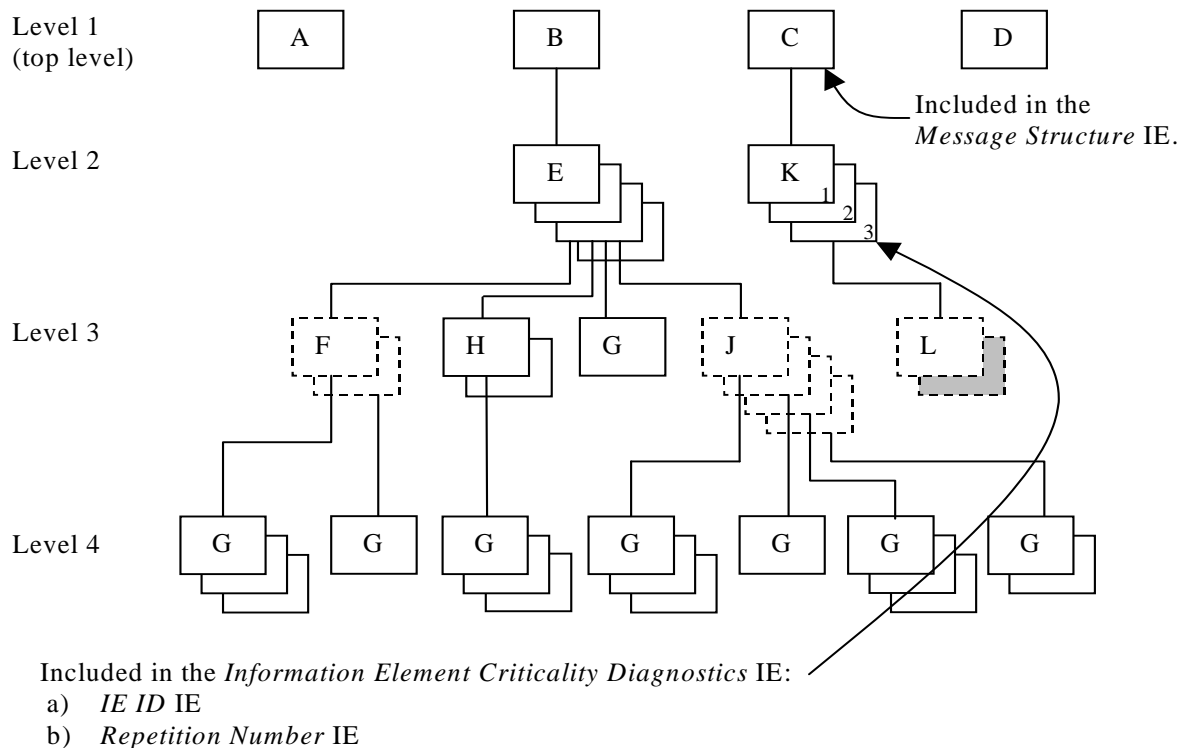 Level 1
(top level)
A
B
C
D
Included in the
Message Structure IE.
Level 2
E
K
1
2
3
Level 3
F
H
G
J
L
Level 4
G
G
G
G
G
G
G
Included in the Information Element Criticality Diagnostics IE:
a) IE ID IE
b) Repetition Number IE